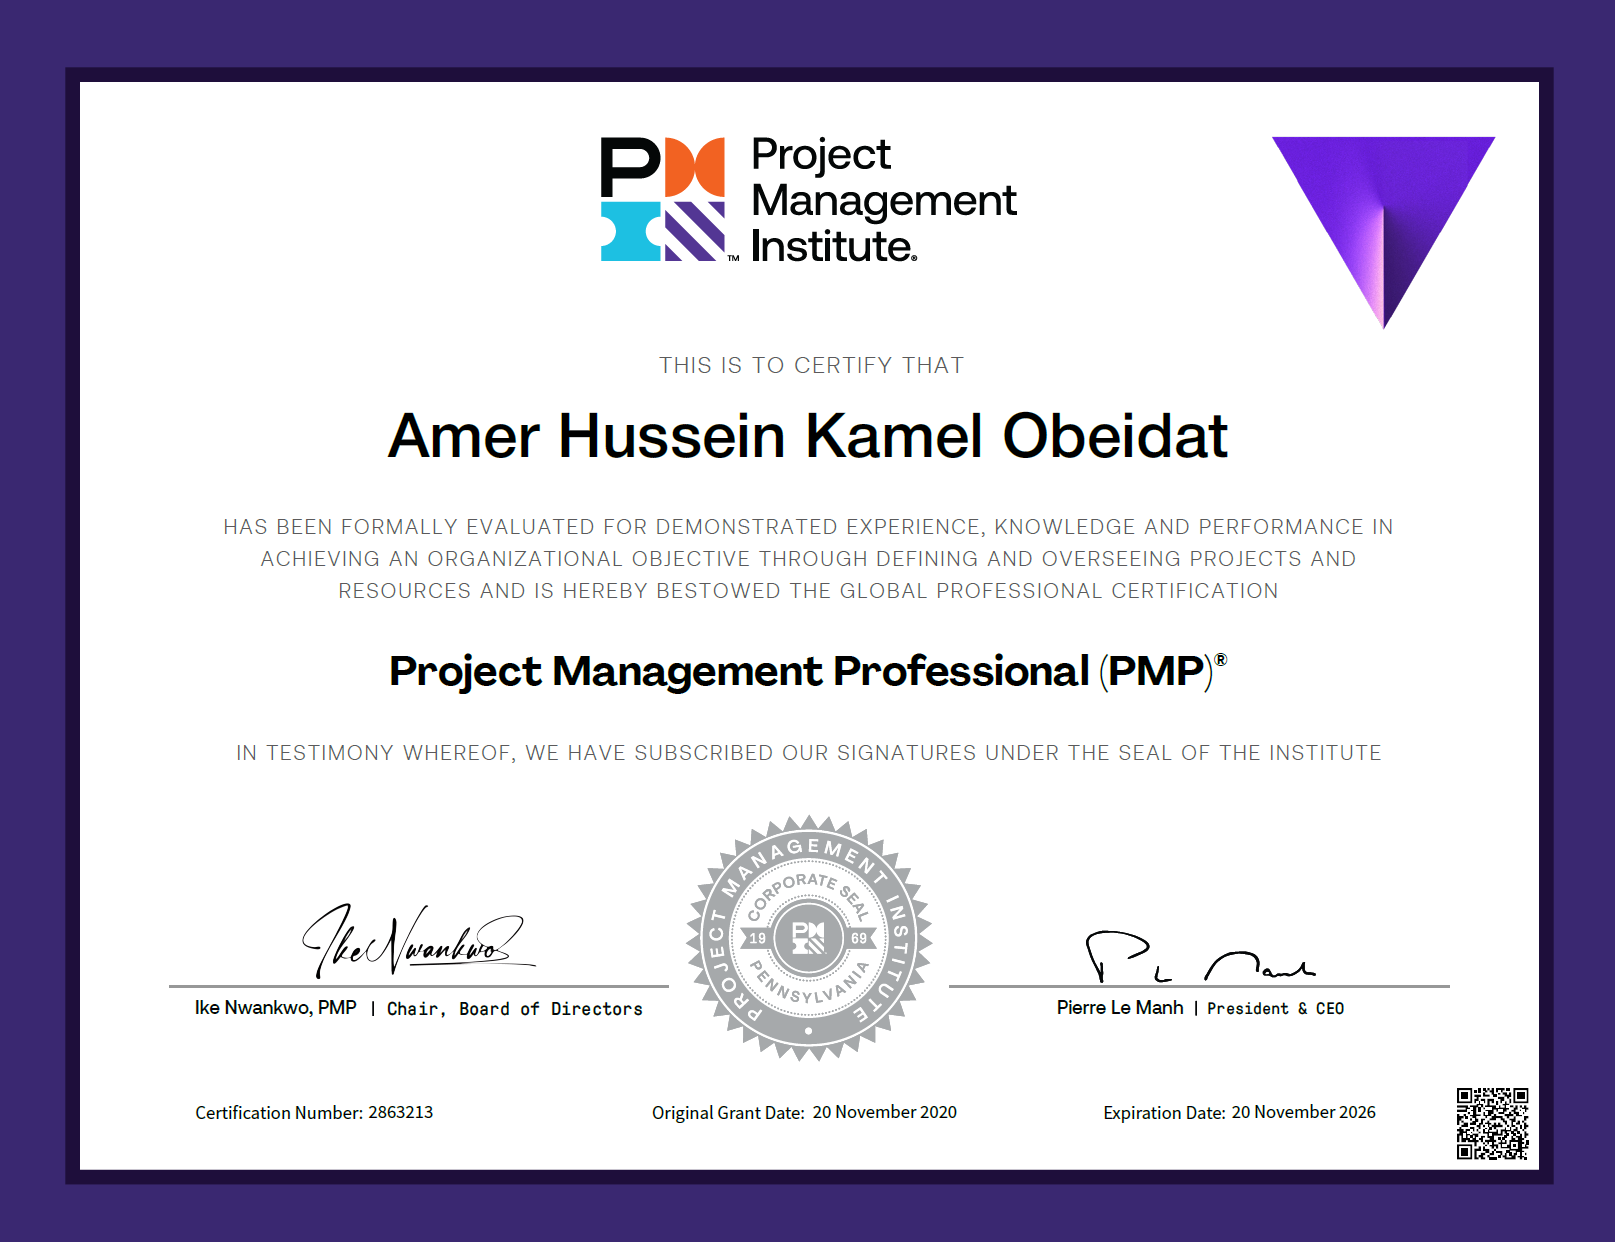 PM
Project
Management
Institute®
™
THIS IS TO CERTIFY THAT
Amer Hussein Kamel Obeidat
HAS BEEN FORMALLY EVALUATED FOR DEMONSTRATED EXPERIENCE, KNOWLEDGE AND PERFORMANCE IN
ACHIEVING AN ORGANIZATIONAL OBJECTIVE THROUGH DEFINING AND OVERSEEING PROJECTS AND
RESOURCES AND IS HEREBY BESTOWED THE GLOBAL PROFESSIONAL CERTIFICATION
Project Management Professional (PMP)®
IN TESTIMONY WHEREOF, WE HAVE SUBSCRIBED OUR SIGNATURES UNDER THE SEAL OF THE INSTITUTE
PROJECT MANAGEMENT INSTITUTE
CORPORATE SEAL
19 PM 69
PENNSYLVANIA
Ike Nwankwo
Ike Nwankwo, PMP | Chair, Board of Directors
Pierre Le Manh | President & CEO
Certification Number: 2863213
Original Grant Date: 20 November 2020
Expiration Date: 20 November 2026